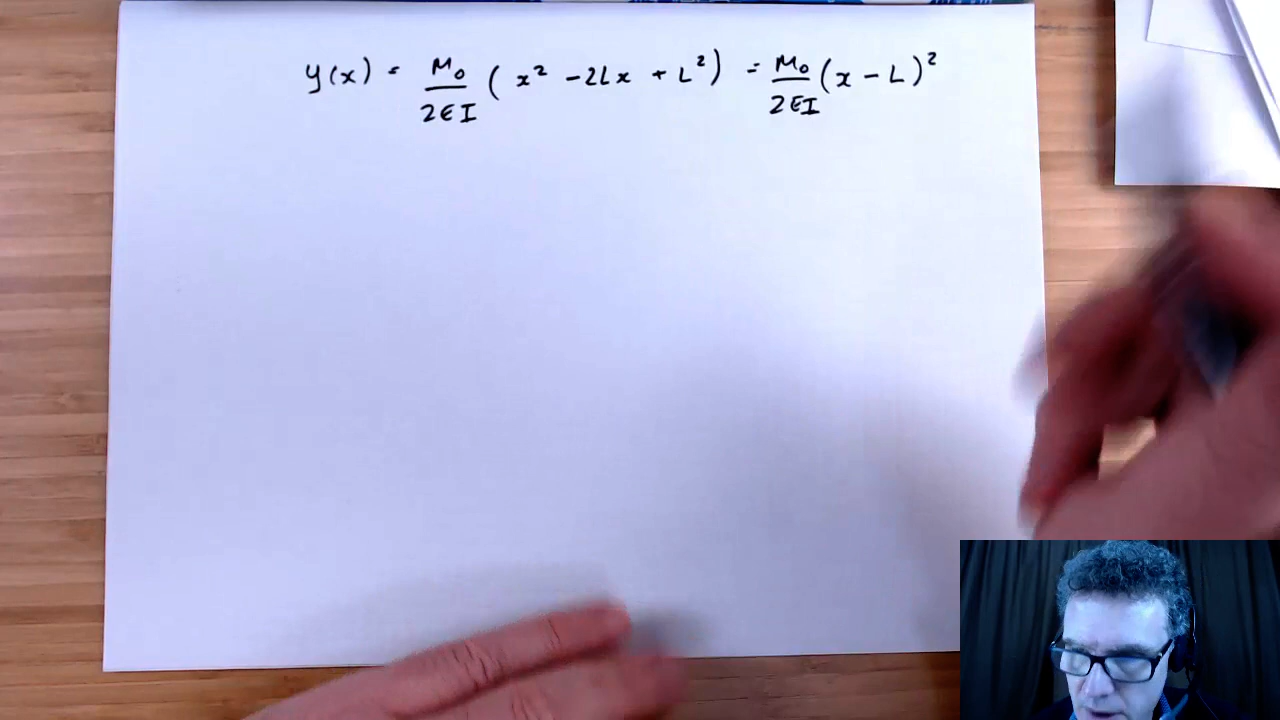 y(x) = M₀/2EI (x² - 2Lx + L²) = M₀/2EI (x - L)²